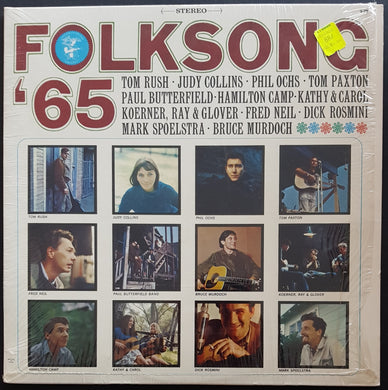 STEREO
FOLKSONG
'65
TOM RUSH · JUDY COLLINS · PHIL OCHS · TOM PAXTON
PAUL BUTTERFIELD · HAMILTON CAMP · KATHY & CAROL
KOERNER, RAY & GLOVER · FRED NEIL · DICK ROSMINI
MARK SPOELSTRA · BRUCE MURDOCH
TOM RUSH
JUDY COLLINS
PHIL OCHS
TOM PAXTON
FRED NEIL
PAUL BUTTERFIELD BAND
BRUCE MURDOCH
KOERNER, RAY & GLOVER
HAMILTON CAMP
KATHY & CAROL
DICK ROSMINI
MARK SPOELSTRA